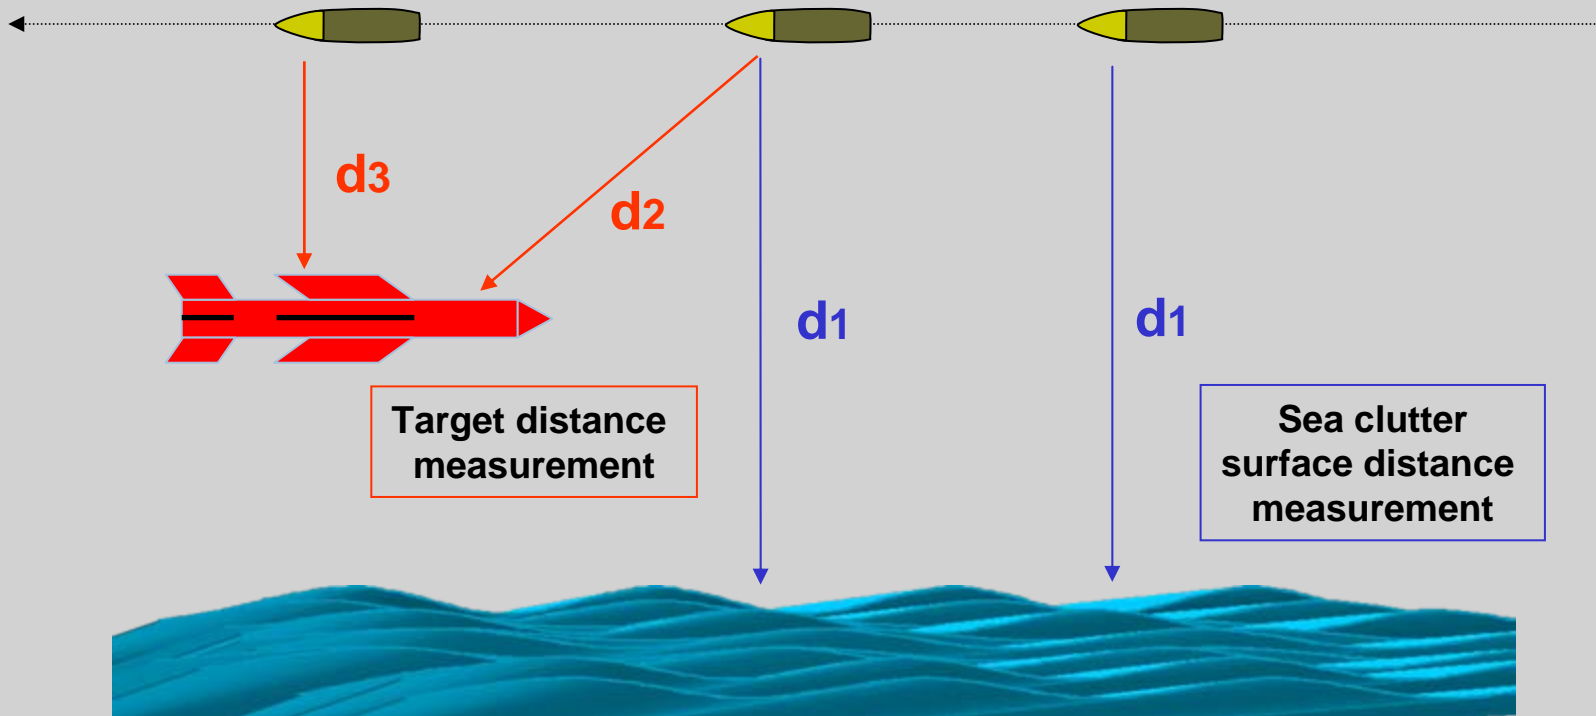 d3
d2
d1
d1
Target distance
measurement
Sea clutter
surface distance
measurement